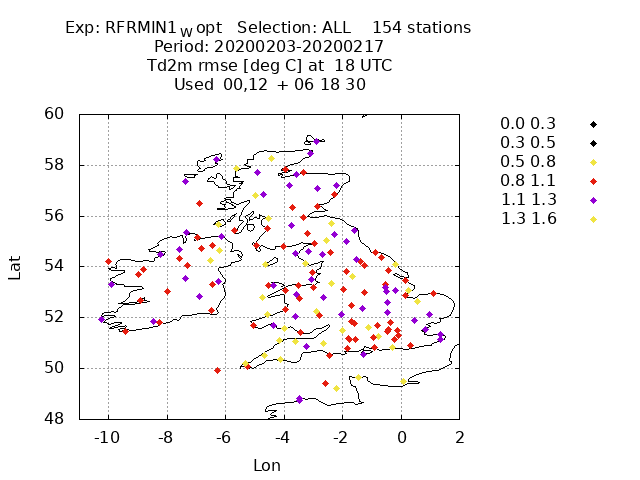 Exp: RFRMIN1_W opt Selection: ALL 154 stations
Period: 20200203-20200217
Td2m rmse [deg C] at 18 UTC
Used 00,12 + 06 18 30
60
58
56
54
52
50
48
Lat
-10 -8 -6 -4 -2 0 2
Lon
0.0 0.3
0.3 0.5
0.5 0.8
0.8 1.1
1.1 1.3
1.3 1.6